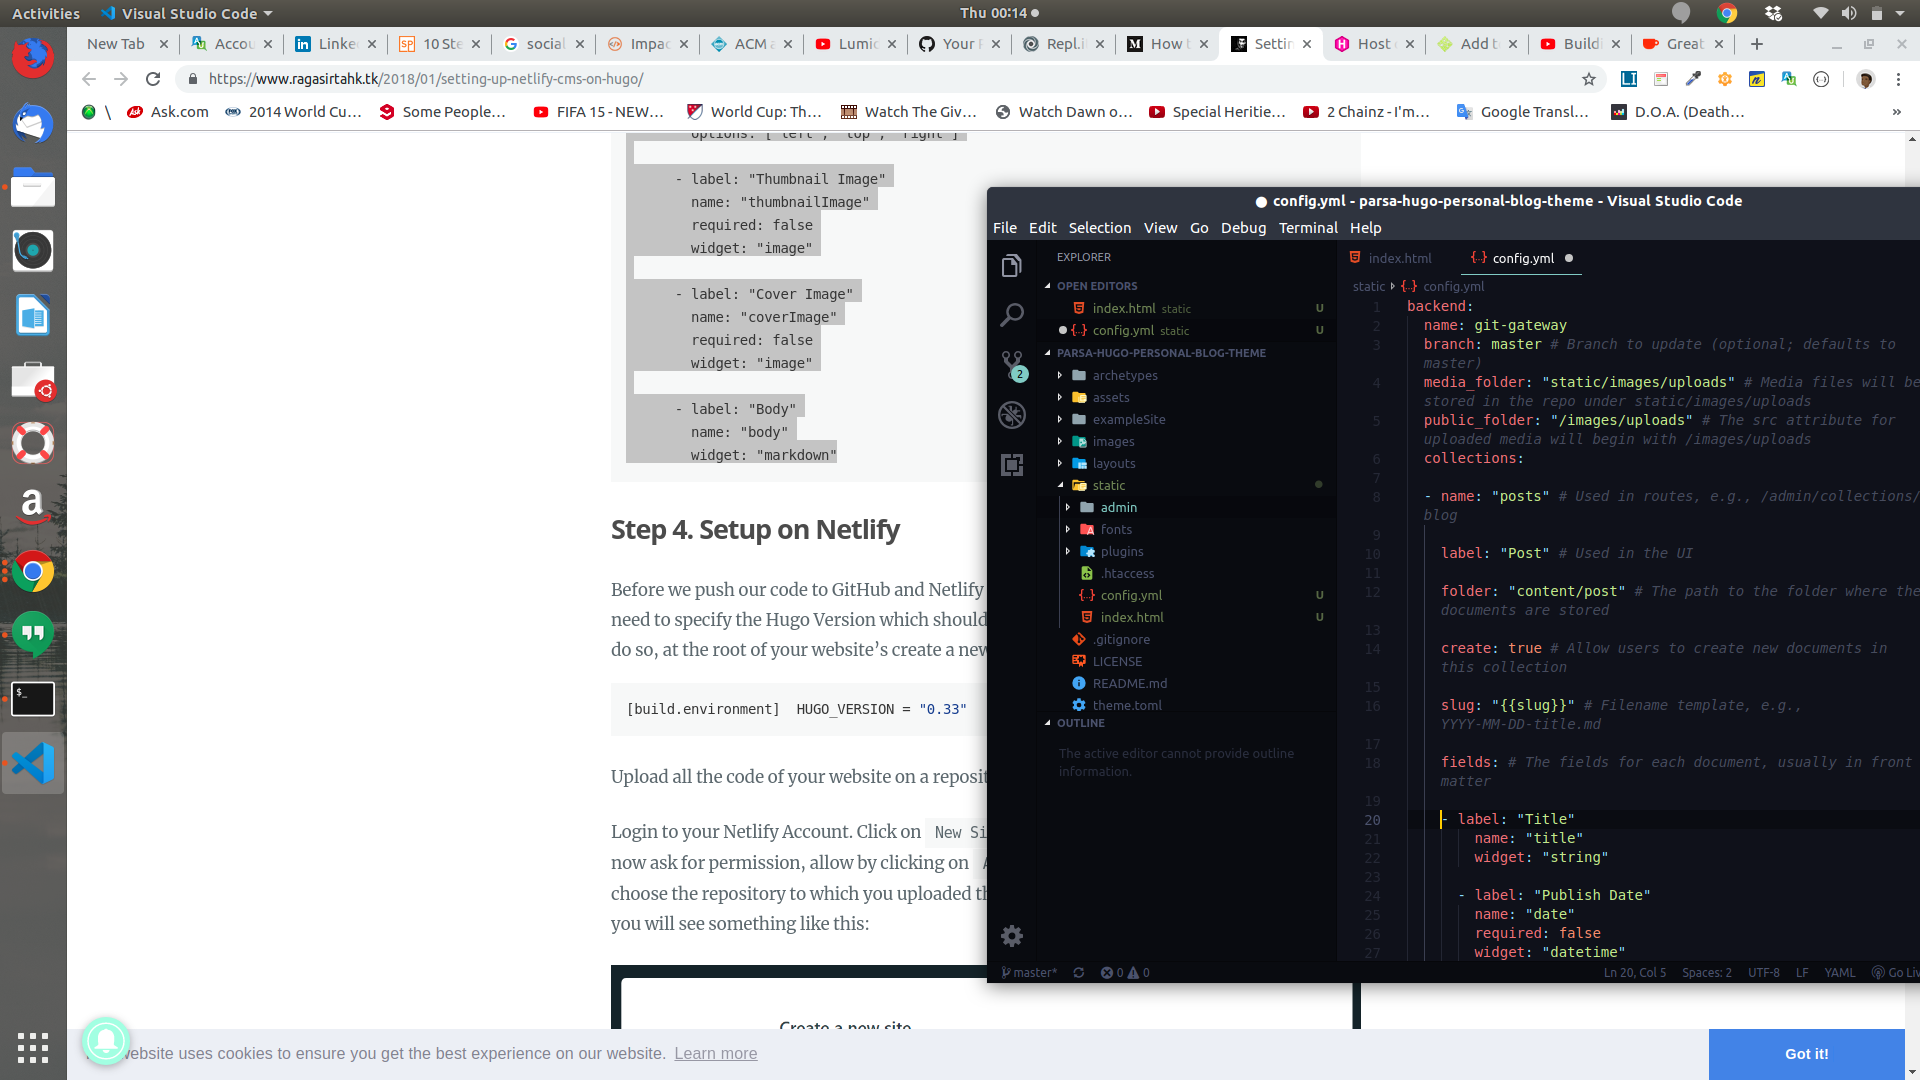 Activities
Visual Studio Code
Thu 00:14
New Tab
Accou
Linke
10 Ste
social
Impac
ACM a
Lumic
Your P
Repl.i
How t
Settin
Host
Add t
Buildi
Great
https://www.ragasirtahk.tk/2018/01/setting-up-netlify-cms-on-hugo/
\
Ask.com
2014 World Cu…
Some People…
FIFA 15 - NEW…
World Cup: Th…
Watch The Giv…
Watch Dawn o…
Special Heritie…
2 Chainz - I'm…
Google Transl…
D.O.A. (Death…
»
options: ["left", "top", "right"]
- label: "Thumbnail Image"
name: "thumbnailImage"
required: false
widget: "image"
- label: "Cover Image"
name: "coverImage"
required: false
widget: "image"
- label: "Body"
name: "body"
widget: "markdown"
Step 4. Setup on Netlify
Before we push our code to GitHub and Netlify
need to specify the Hugo Version which should
do so, at the root of your website's create a new
[build.environment]  HUGO_VERSION = "0.33"
Upload all the code of your website on a reposit
Login to your Netlify Account. Click on New Si
now ask for permission, allow by clicking on A
choose the repository to which you uploaded th
you will see something like this:
Create a new site
website uses cookies to ensure you get the best experience on our website. Learn more
Got it!
● config.yml - parsa-hugo-personal-blog-theme - Visual Studio Code
File Edit Selection View Go Debug Terminal Help
EXPLORER
OPEN EDITORS
index.html static U
config.yml static U
PARSA-HUGO-PERSONAL-BLOG-THEME
archetypes
assets
exampleSite
images
layouts
static
admin
fonts
plugins
.htaccess
config.yml U
index.html U
.gitignore
LICENSE
README.md
theme.toml
OUTLINE
The active editor cannot provide outline
information.
2
index.html
config.yml
static config.yml
1 backend:
2 name: git-gateway
3 branch: master # Branch to update (optional; defaults to
master)
4 media_folder: "static/images/uploads" # Media files will be
stored in the repo under static/images/uploads
5 public_folder: "/images/uploads" # The src attribute for
uploaded media will begin with /images/uploads
6 collections:
7
8 - name: "posts" # Used in routes, e.g., /admin/collections/
blog
9
10 label: "Post" # Used in the UI
11
12 folder: "content/post" # The path to the folder where the
documents are stored
13
14 create: true # Allow users to create new documents in
this collection
15
16 slug: "{{slug}}" # Filename template, e.g.,
YYYY-MM-DD-title.md
17
18 fields: # The fields for each document, usually in front
matter
19
20 - label: "Title"
21 name: "title"
22 widget: "string"
23
24 - label: "Publish Date"
25 name: "date"
26 required: false
27 widget: "datetime"
master*
0
0
Ln 20, Col 5
Spaces: 2
UTF-8
LF
YAML
Go Liv